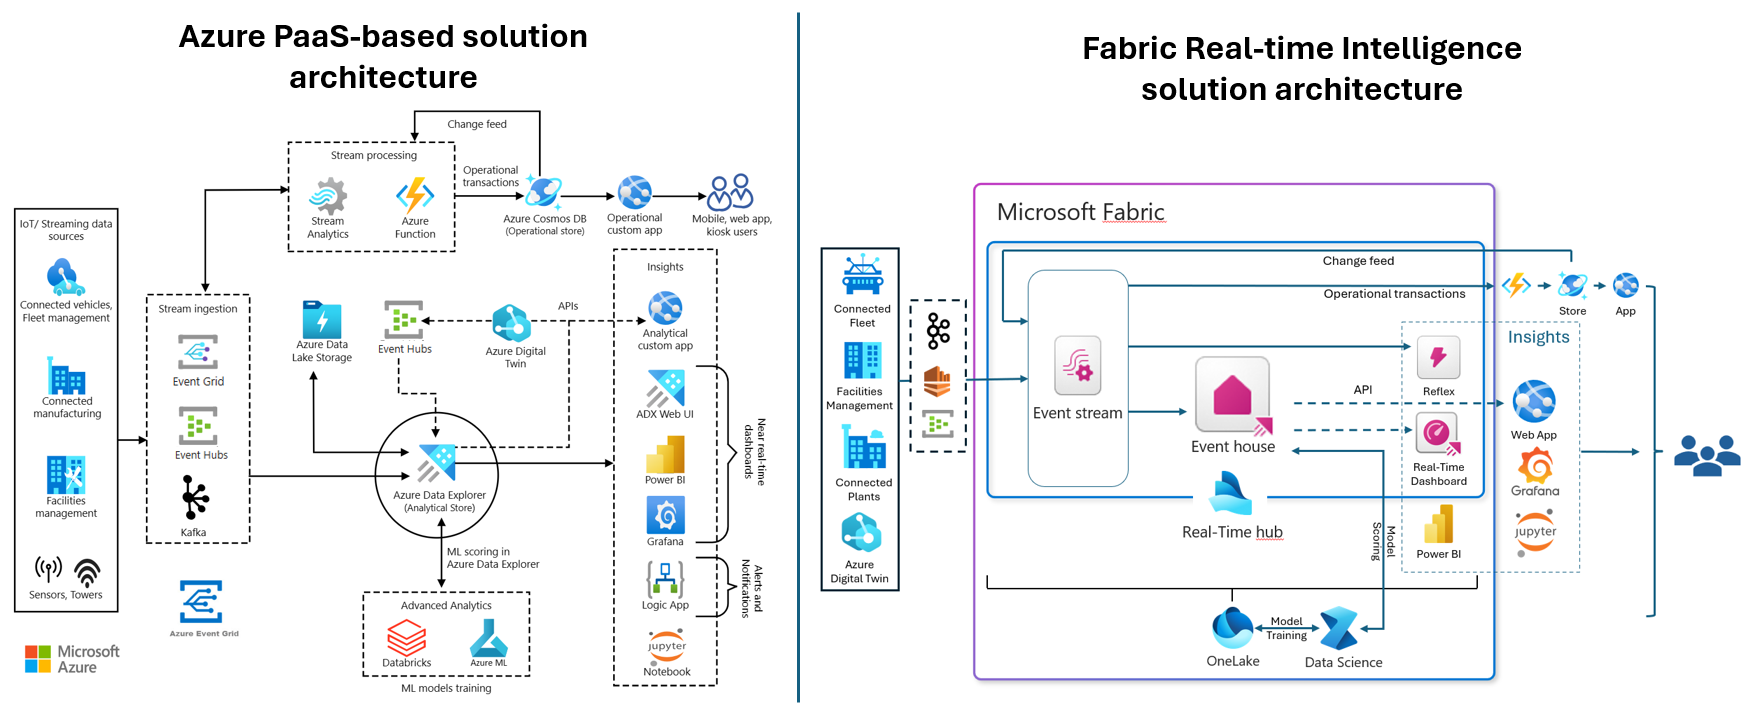 Azure PaaS-based solution
architecture
Change feed
Stream processing
Stream
Analytics
Azure
Function
Operational
transactions
Azure Cosmos DB
(Operational store)
Operational
custom app
Mobile, web app,
kiosk users
IoT/ Streaming data
sources
Connected vehicles,
Fleet management
Connected
manufacturing
Facilities
management
Sensors, Towers
Microsoft
Azure
Stream ingestion
Event Grid
Event Hubs
Kafka
Azure Event Grid
Azure Data
Lake Storage
Event Hubs
Azure Digital
Twin
APIs
Azure Data Explorer
(Analytical Store)
ML scoring in
Azure Data Explorer
Advanced Analytics
Databricks
Azure ML
ML models training
Insights
Analytical
custom app
ADX Web UI
Power BI
Grafana
Logic App
jupyter
Notebook
Near real-time
dashboards
Alerts and
Notifications
Fabric Real-time Intelligence
solution architecture
Connected
Fleet
Facilities
Management
Connected
Plants
Azure
Digital Twin
Microsoft Fabric
Change feed
Operational transactions
Event stream
Event house
Real-Time hub
API
Store
App
Insights
Reflex
Real-Time
Dashboard
Power BI
Web App
Grafana
jupyter
Model
Scoring
OneLake
Model
Training
Data Science